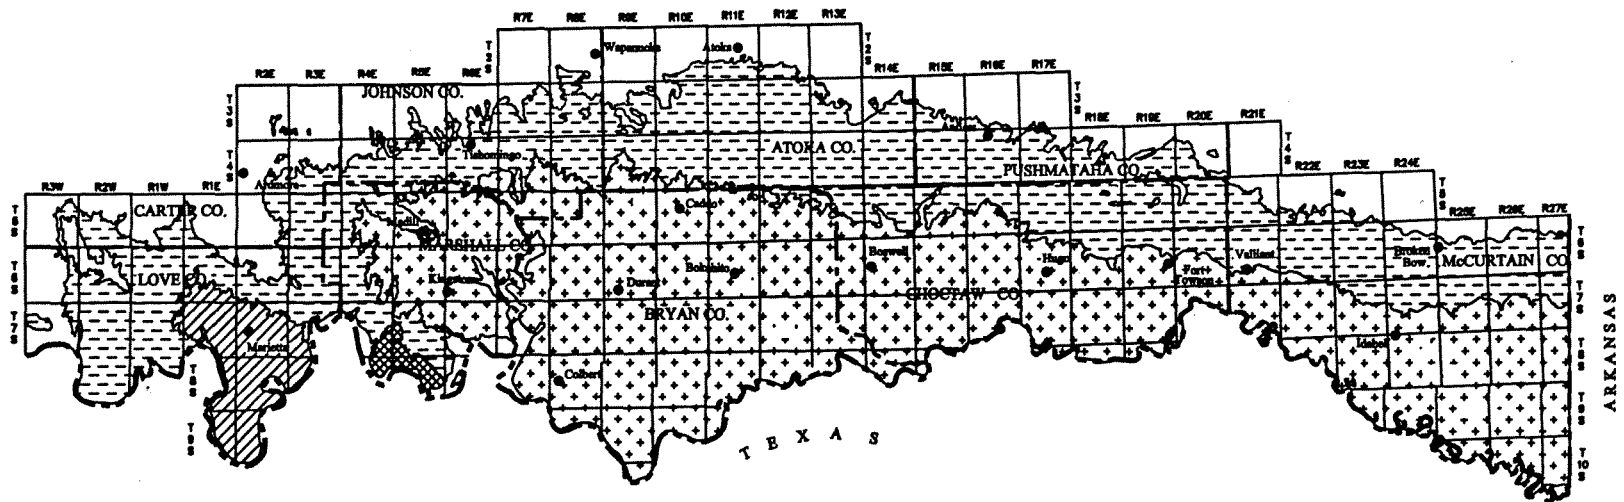 R7E R8E R9E R10E R11E R12E R13E
T2S T2S
Wapanucka Atoka
R2E R3E R4E R5E R6E R14E R15E R16E R17E
T3S T3S
JOHNSON CO.
R18E R19E R20E R21E
Antlers
T4S T4S
Tishomingo ATOKA CO.
PUSHMATAHA CO.
R22E R23E R24E
Ardmore
R3W R2W R1W R1E
T5S T5S
CARTER CO. Caddo
R25E R26E R27E
T6S T6S
Madill MARSHALL CO. Boswell Hugo Valliant Broken Bow McCURTAIN CO
LOVE CO. Kingston Durant Bokchito Fort Towson
CHOCTAW CO.
T7S T7S
BRYAN CO.
Marietta Idabel
T8S T8S
Colbert
T9S T9S
TEXAS
T10S
ARKANSAS